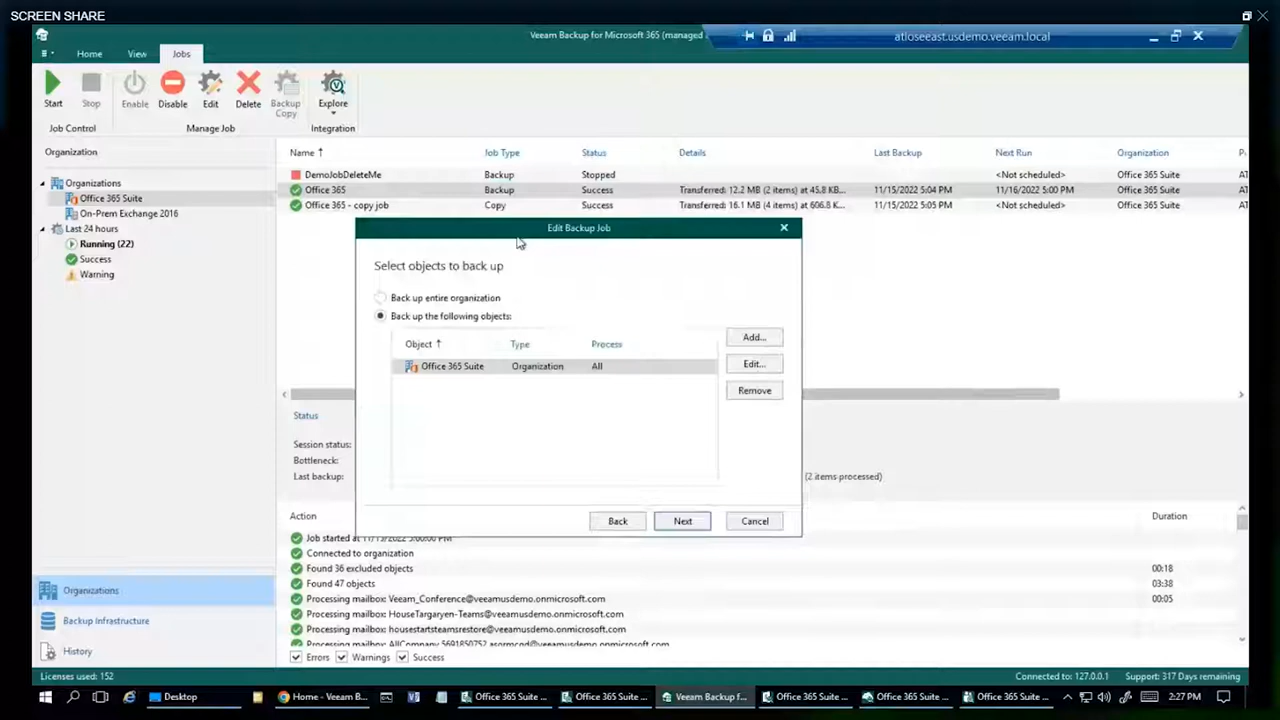 SCREEN SHARE
Veeam Backup for Microsoft 365 (managed
atloseeast.usdemo.veeam.local
Home View Jobs
Start Stop Enable Disable Edit Delete Backup Copy Explore
Job Control Manage Job Integration
Organization
Organizations
Office 365 Suite
On-Prem Exchange 2016
Last 24 hours
Running (22)
Success
Warning
Name Job Type Status Details Last Backup Next Run Organization
DemoJobDeleteMe Backup Stopped <Not scheduled> Office 365 Suite
Office 365 Backup Success Transferred: 12.2 MB (2 items) at 45.8 KB... 11/15/2022 5:04 PM 11/16/2022 5:00 PM Office 365 Suite
Office 365 - copy job Copy Success Transferred: 16.1 MB (4 items) at 606.8 K... 11/15/2022 5:05 PM <Not scheduled> Office 365 Suite
Edit Backup Job
Select objects to back up
Back up entire organization
Back up the following objects:
Object Type Process
Office 365 Suite Organization All
Add...
Edit...
Remove
Back Next Cancel
Status
Session status:
Bottleneck:
Last backup: (2 items processed)
Action Duration
Job started at 11/15/2022 5:00:00 PM
Connected to organization
Found 36 excluded objects 00:18
Found 47 objects 03:38
Processing mailbox: Veeam_Conference@veeamusdemo.onmicrosoft.com 00:05
Processing mailbox: HouseTargaryen-Teams@veeamusdemo.onmicrosoft.com
Processing mailbox: housestartsteamsrestore@veeamusdemo.onmicrosoft.com
Errors Warnings Success
Organizations
Backup Infrastructure
History
Licenses used: 152 Connected to: 127.0.0.1 Support: 317 Days remaining
Desktop Home - Veeam B... Office 365 Suite ... Office 365 Suite ... Veeam Backup f... Office 365 Suite ... Office 365 Suite ... Office 365 Suite ... 2:27 PM